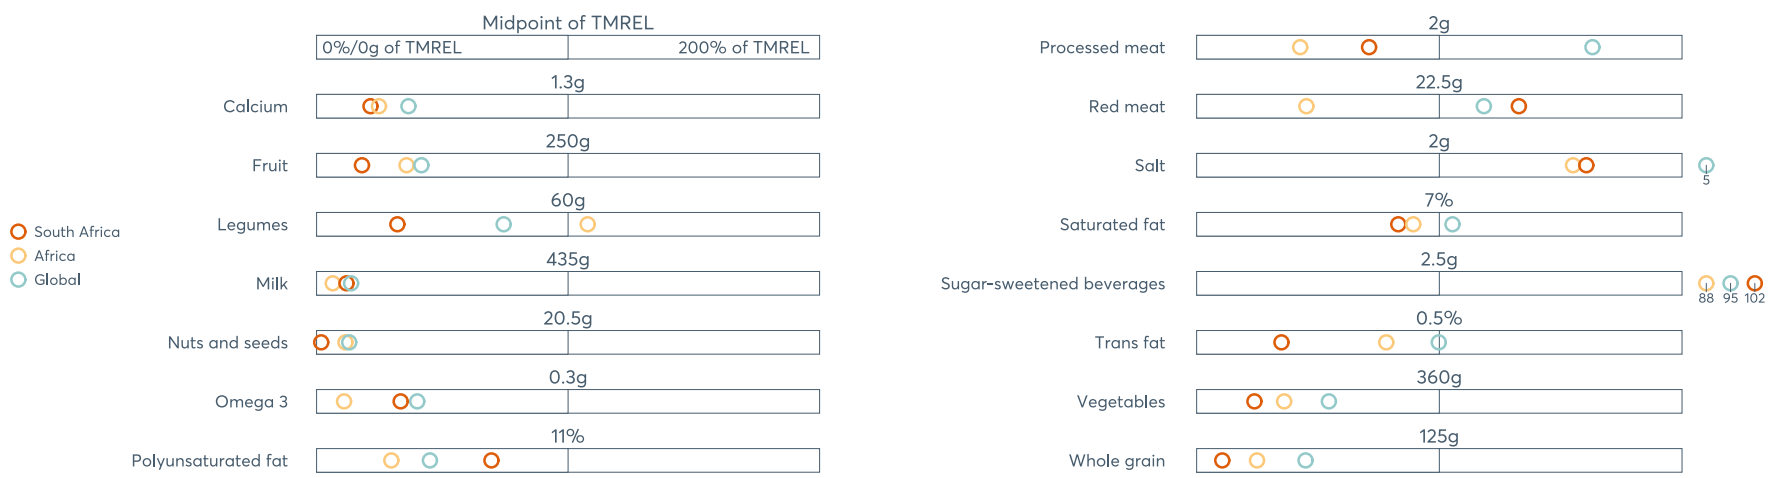 South Africa
Africa
Global
Midpoint of TMREL
0%/0g of TMREL 200% of TMREL
1.3g
Calcium
250g
Fruit
60g
Legumes
435g
Milk
20.5g
Nuts and seeds
0.3g
Omega 3
11%
Polyunsaturated fat
2g
Processed meat
22.5g
Red meat
2g
Salt
5
7%
Saturated fat
2.5g
Sugar-sweetened beverages
88 95 102
0.5%
Trans fat
360g
Vegetables
125g
Whole grain